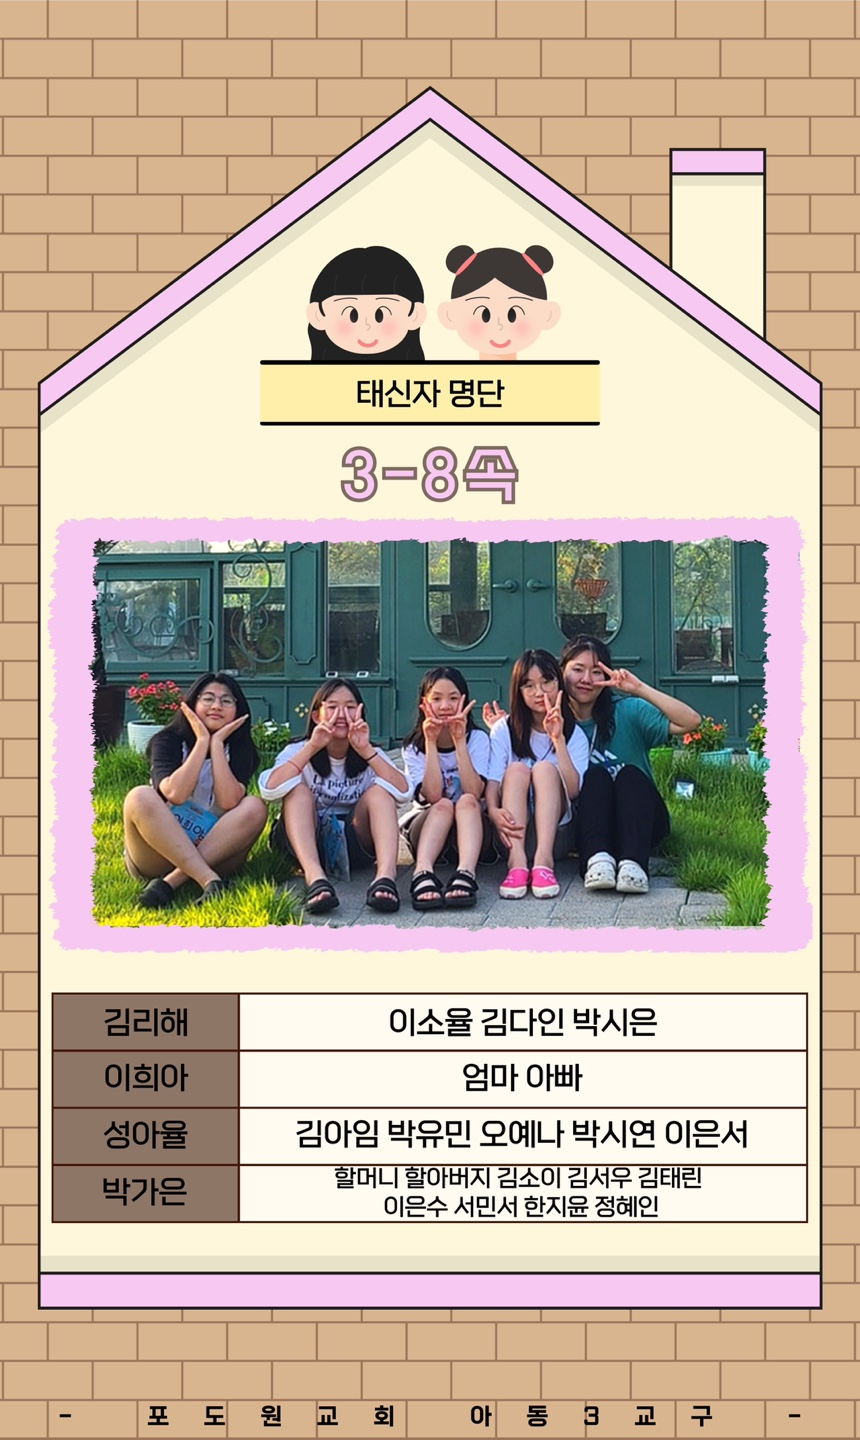 태신자 명단
3-8속
La picture
김리해
이소율 김다인 박시은
이희아
엄마 아빠
성아율
김아임 박유민 오예나 박시연 이은서
박가은
할머니 할아버지 김소이 김서우 김태린
이은수 서민서 한지윤 정혜인
- 포도원교회 아동3교구 -